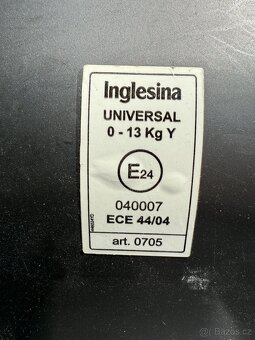 Inglesina
UNIVERSAL
0 - 13 Kg Y
E24
040007
ECE 44/04
art. 0705